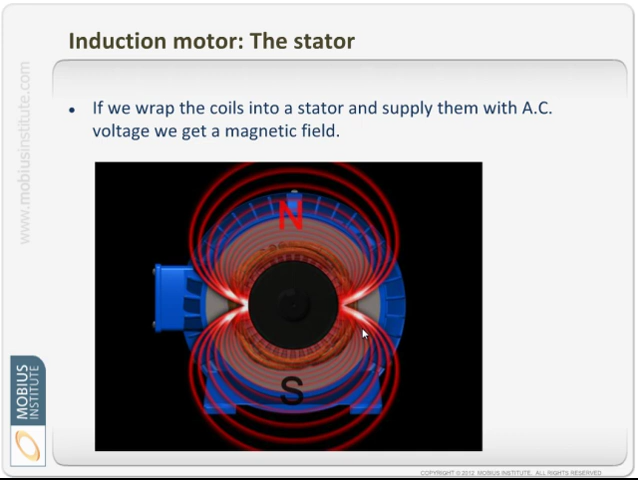 Induction motor: The stator
www.mobiusinstitute.com
• If we wrap the coils into a stator and supply them with A.C.
voltage we get a magnetic field.
N
S
MOBIUS
INSTITUTE
COPYRIGHT © 2012 MOBIUS INSTITUTE. ALL RIGHTS RESERVED